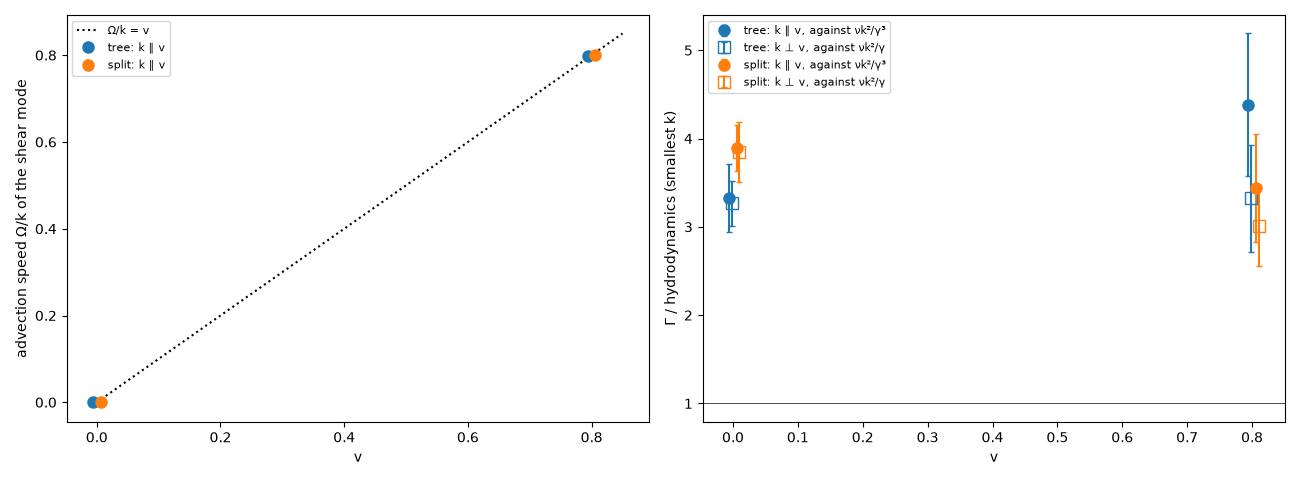 Ω/k = v
tree: k ∥ v
split: k ∥ v
advection speed Ω/k of the shear mode
0.8
0.6
0.4
0.2
0.0
0.0 0.2 0.4 0.6 0.8
v
tree: k ∥ v, against νk²/γ³
tree: k ⊥ v, against νk²/γ
split: k ∥ v, against νk²/γ³
split: k ⊥ v, against νk²/γ
Γ / hydrodynamics (smallest k)
5
4
3
2
1
0.0 0.1 0.2 0.3 0.4 0.5 0.6 0.7 0.8
v